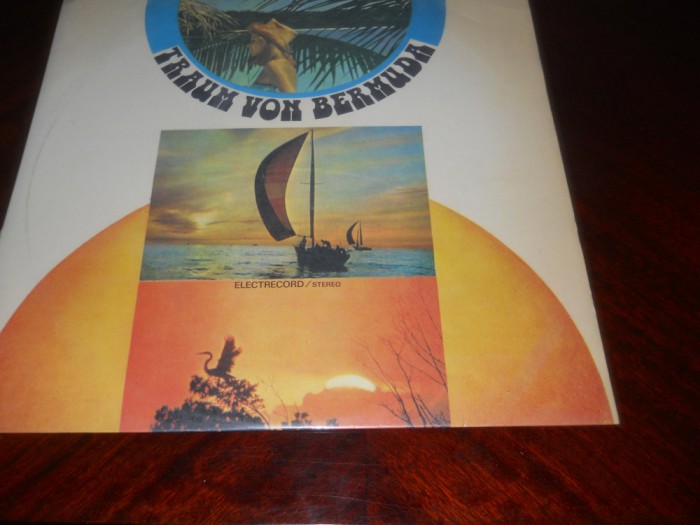 TRAUM VON BERMUDA
ELECTRECORD / STEREO